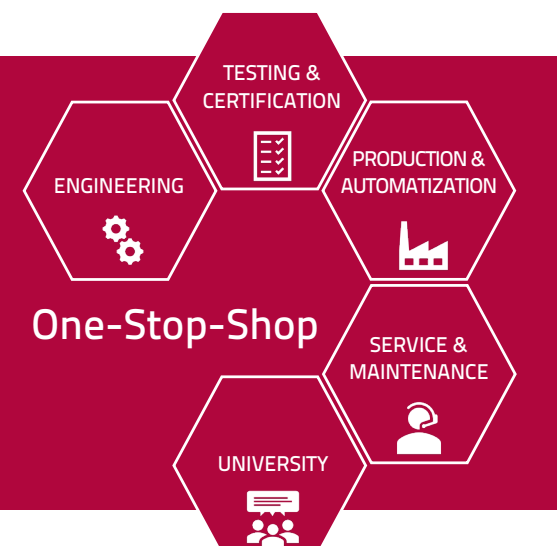 TESTING &
CERTIFICATION
ENGINEERING
PRODUCTION &
AUTOMATIZATION
One-Stop-Shop
SERVICE &
MAINTENANCE
UNIVERSITY